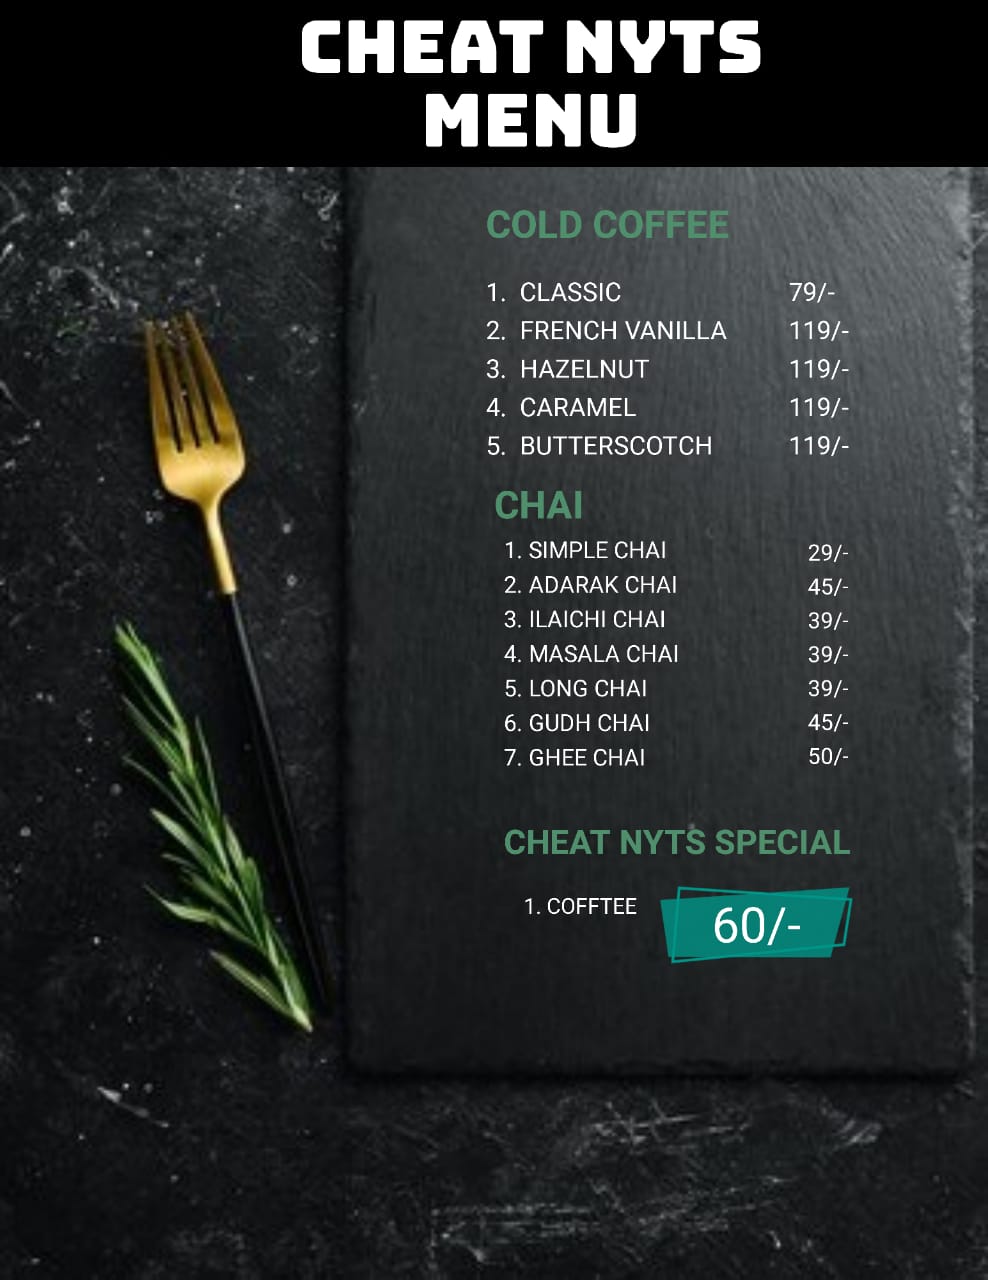 CHEAT NYTS
MENU
COLD COFFEE
1. CLASSIC 79/-
2. FRENCH VANILLA 119/-
3. HAZELNUT 119/-
4. CARAMEL 119/-
5. BUTTERSCOTCH 119/-
CHAI
1. SIMPLE CHAI 29/-
2. ADARAK CHAI 45/-
3. ILAICHI CHAI 39/-
4. MASALA CHAI 39/-
5. LONG CHAI 39/-
6. GUDH CHAI 45/-
7. GHEE CHAI 50/-
CHEAT NYTS SPECIAL
1. COFFTEE 60/-